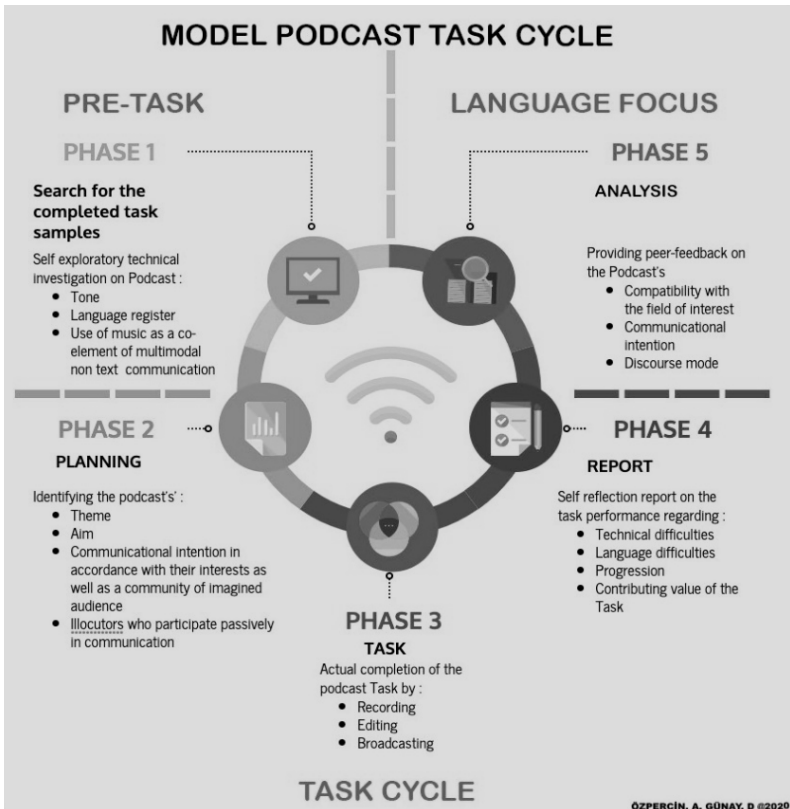 MODEL PODCAST TASK CYCLE
PRE-TASK
PHASE 1
Search for the
completed task
samples
Self exploratory technical
investigation on Podcast :
• Tone
• Language register
• Use of music as a co-
element of multimodal
non text communication
PHASE 2
PLANNING
Identifying the podcast's' :
• Theme
• Aim
• Communicational intention in
accordance with their interests as
well as a community of imagined
audience
• Illocutors who participate passively
in communication
PHASE 3
TASK
Actual completion of the
podcast Task by :
• Recording
• Editing
• Broadcasting
TASK CYCLE
PHASE 4
REPORT
Self reflection report on the
task performance regarding :
• Technical difficulties
• Language difficulties
• Progression
• Contributing value of the
Task
LANGUAGE FOCUS
PHASE 5
ANALYSIS
Providing peer-feedback on
the Podcast's
• Compatibility with
the field of interest
• Communicational
intention
• Discourse mode
ÖZPERCİN, A. GÜNAY, D @2020